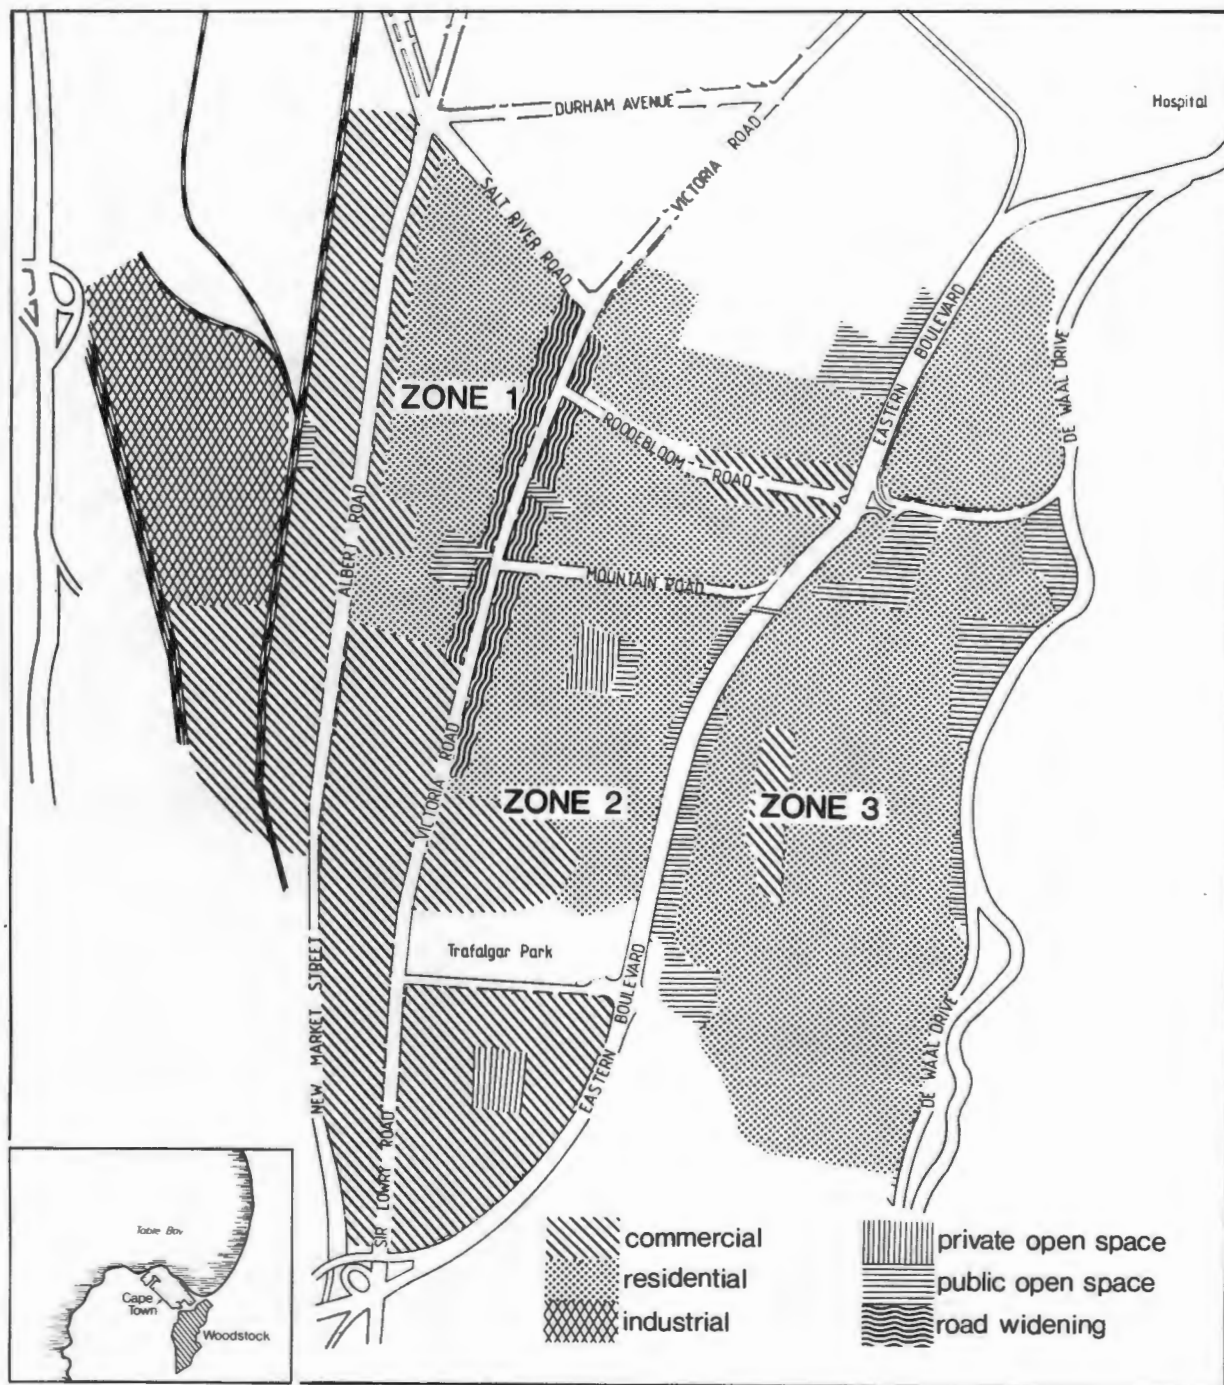 DURHAM AVENUE
Hospital
SALT RIVER ROAD
VICTORIA ROAD
EASTERN BOULEVARD
DE WAAL DRIVE
ZONE 1
ROODEBLOOM ROAD
ALBERT ROAD
MOUNTAIN ROAD
VICTORIA ROAD
ZONE 2
ZONE 3
Trafalgar Park
NEW MARKET STREET
EASTERN BOULEVARD
DE WAAL DRIVE
SIR LOWRY ROAD
Table Bay
Cape
Town
Woodstock
commercial
residential
industrial
private open space
public open space
road widening